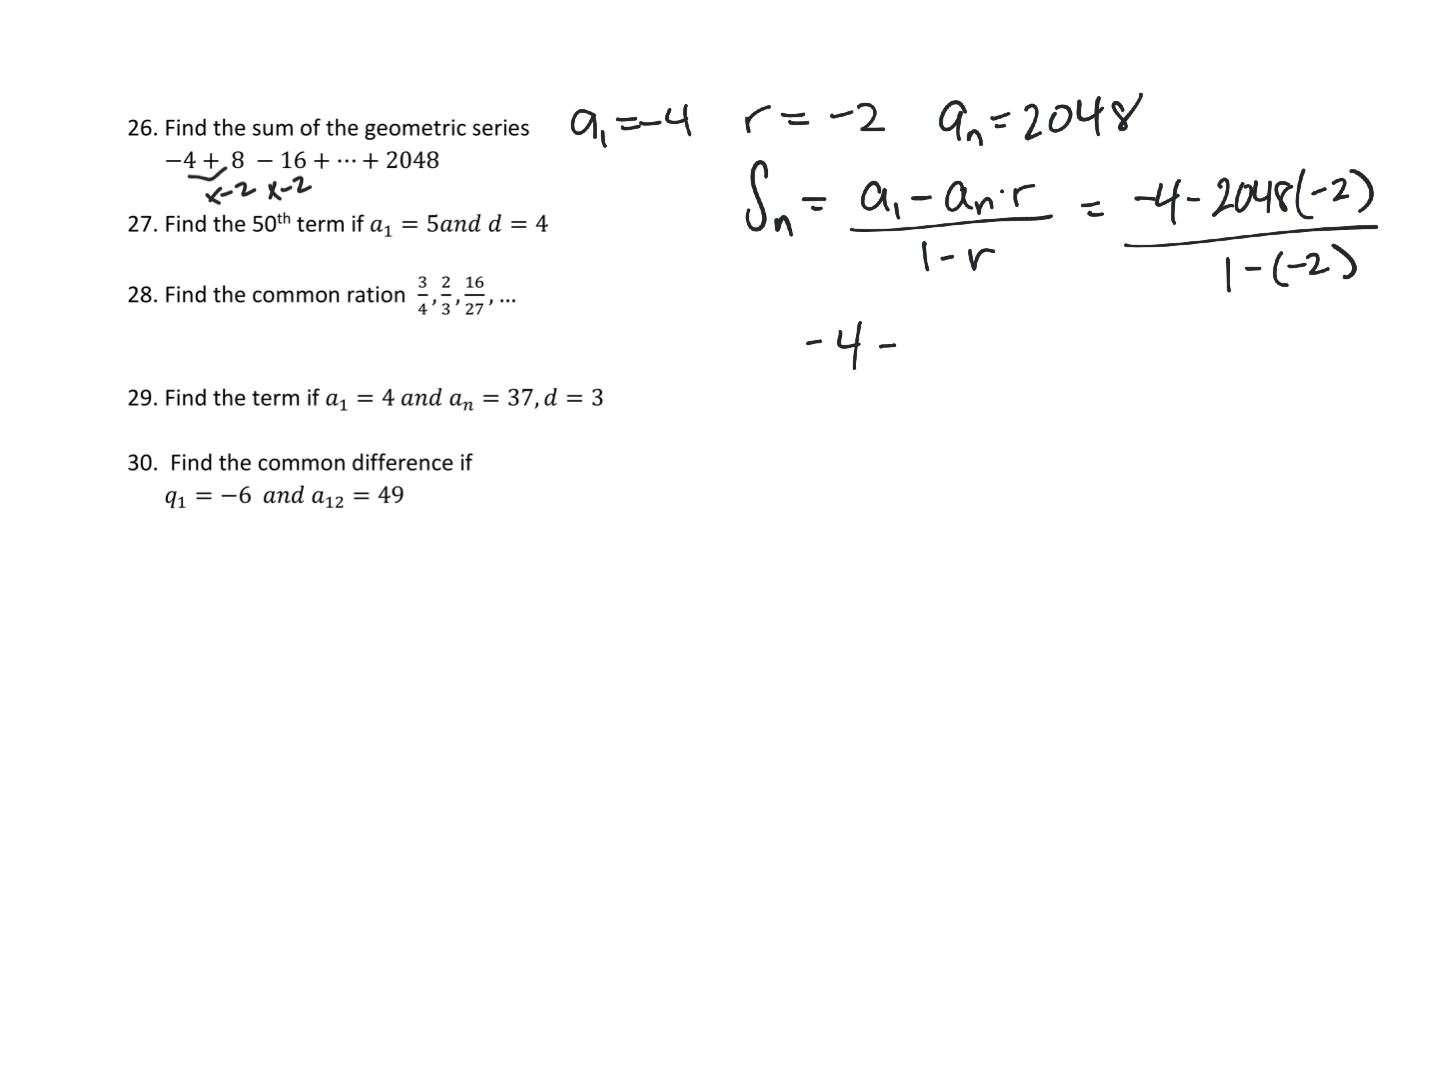 26. Find the sum of the geometric series
−4 + 8 − 16 + ⋯ + 2048
x-2 x-2
27. Find the 50th term if a₁ = 5and d = 4
28. Find the common ration 3/4, 2/3, 16/27, ...
29. Find the term if a₁ = 4 and aₙ = 37, d = 3
30. Find the common difference if
q₁ = −6 and a₁₂ = 49
a₁ = -4 r = -2 aₙ = 2048
Sₙ = (a₁ - aₙ·r)/(1-r) = (-4 - 2048(-2))/(1-(-2))
-4 -